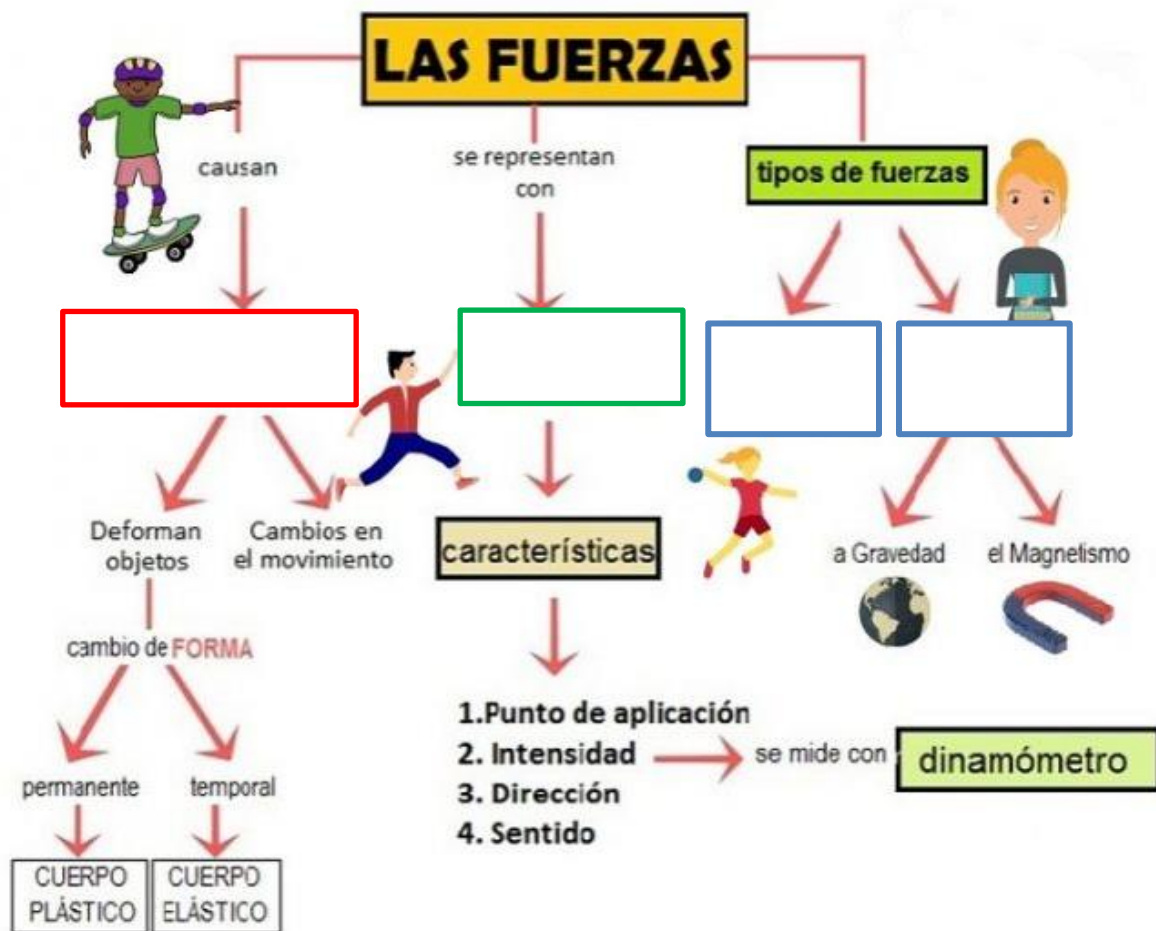 LAS FUERZAS
causan
se representan
con
tipos de fuerzas
Deforman
objetos
Cambios en
el movimiento
características
a Gravedad
el Magnetismo
cambio de FORMA
1.Punto de aplicación
2. Intensidad
se mide con
dinamómetro
3. Dirección
4. Sentido
permanente
temporal
CUERPO
PLÁSTICO
CUERPO
ELÁSTICO